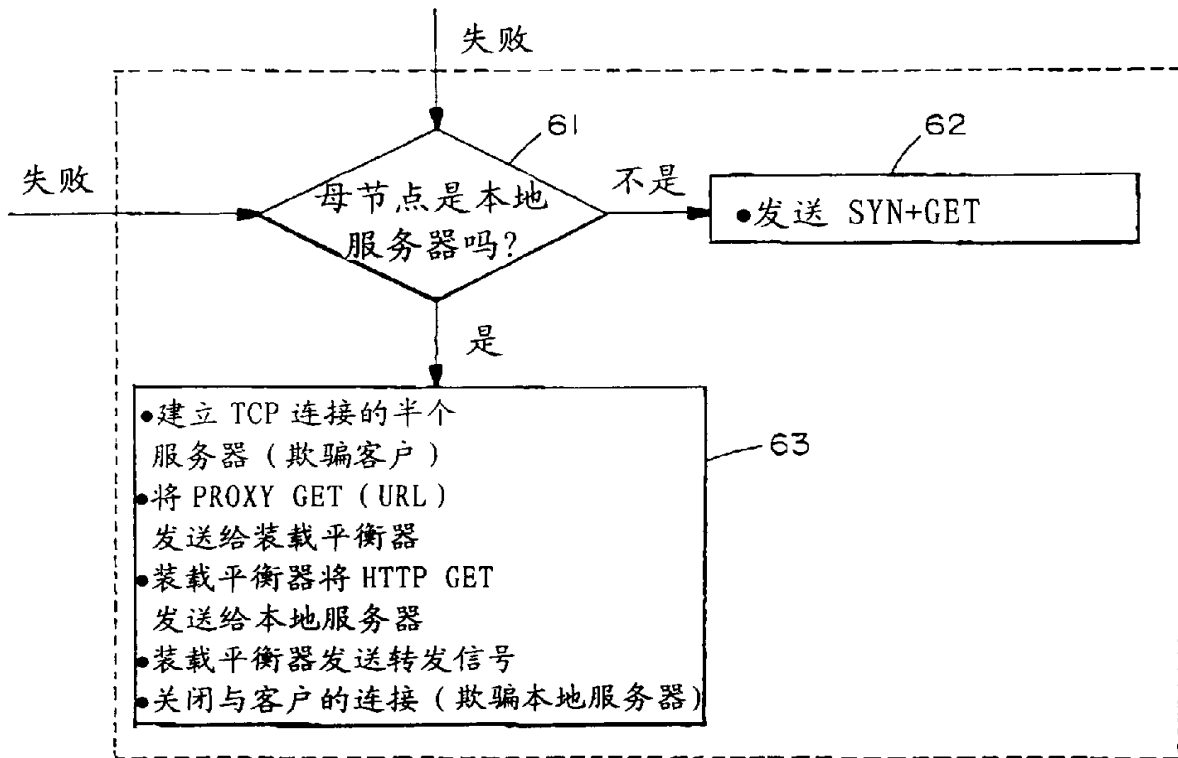 失败
61
62
失败
母节点是本地
服务器吗?
不是
●发送 SYN+GET
是
●建立 TCP 连接的半个
服务器（欺骗客户）
●将 PROXY GET（URL）
发送给装载平衡器
●装载平衡器将 HTTP GET
发送给本地服务器
●装载平衡器发送转发信号
●关闭与客户的连接（欺骗本地服务器）
63